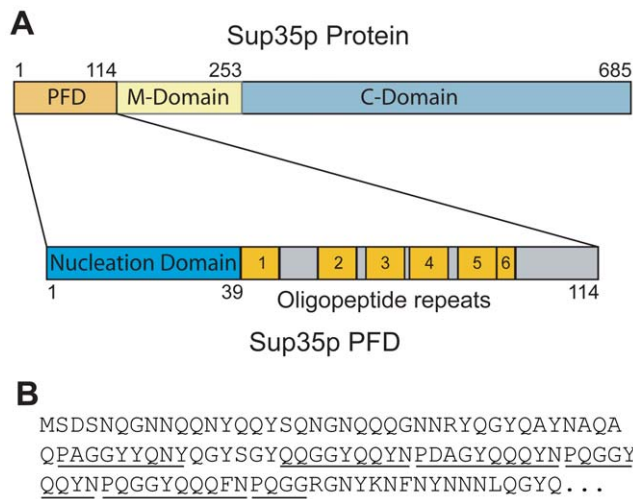 A
Sup35p Protein
1 114 253 685
PFD M-Domain C-Domain
Nucleation Domain 1 2 3 4 5 6
1 39 Oligopeptide repeats 114
Sup35p PFD
B
MSDSNQGNNQQNYQQYSQNGNQQQGNNRYQGYQAYNAQA
QPAGGYYQNYQGYSGYQQGGYQQYNPDAGYQQQYNPQGGY
QQYNPQGGYQQQFNPQGGRGNYKNFNYNNNLQGYQ...